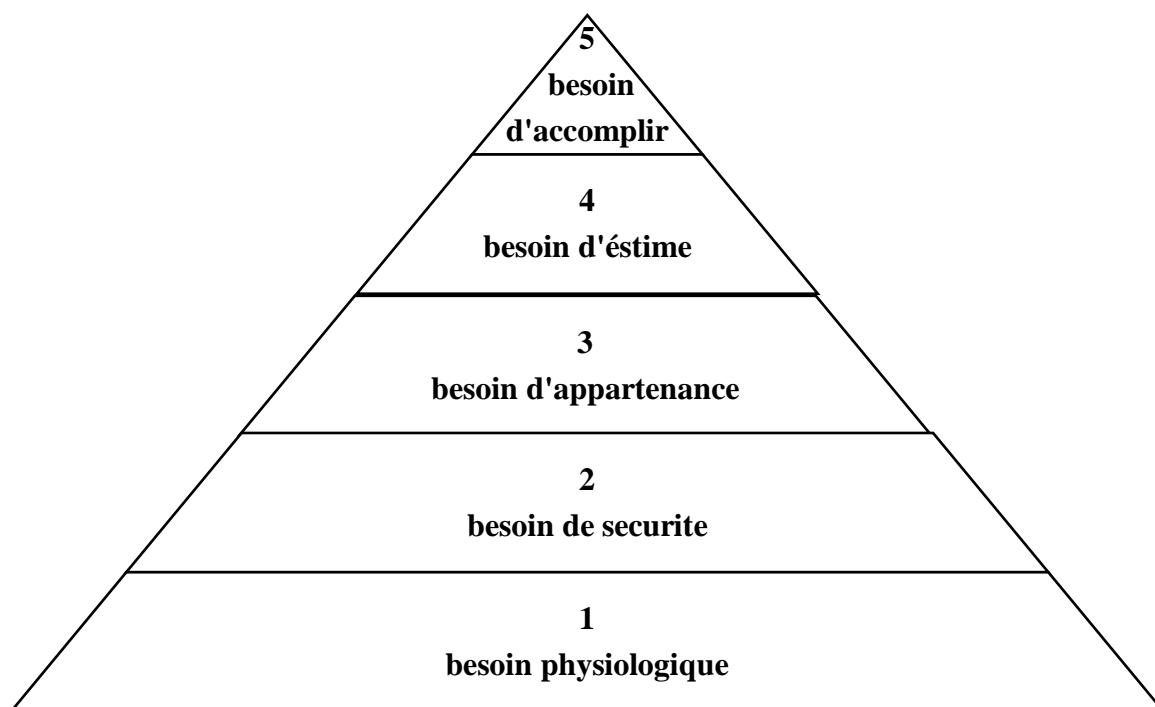 5
besoin
d'accomplir
4
besoin d'éstime
3
besoin d'appartenance
2
besoin de securite
1
besoin physiologique